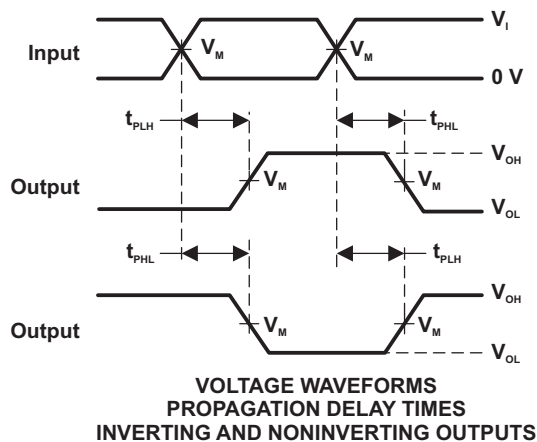 Input
V_M
V_M
V_I
0 V
t_PLH
t_PHL
Output
V_M
V_M
V_OH
V_OL
t_PHL
t_PLH
Output
V_M
V_M
V_OH
V_OL
VOLTAGE WAVEFORMS
PROPAGATION DELAY TIMES
INVERTING AND NONINVERTING OUTPUTS